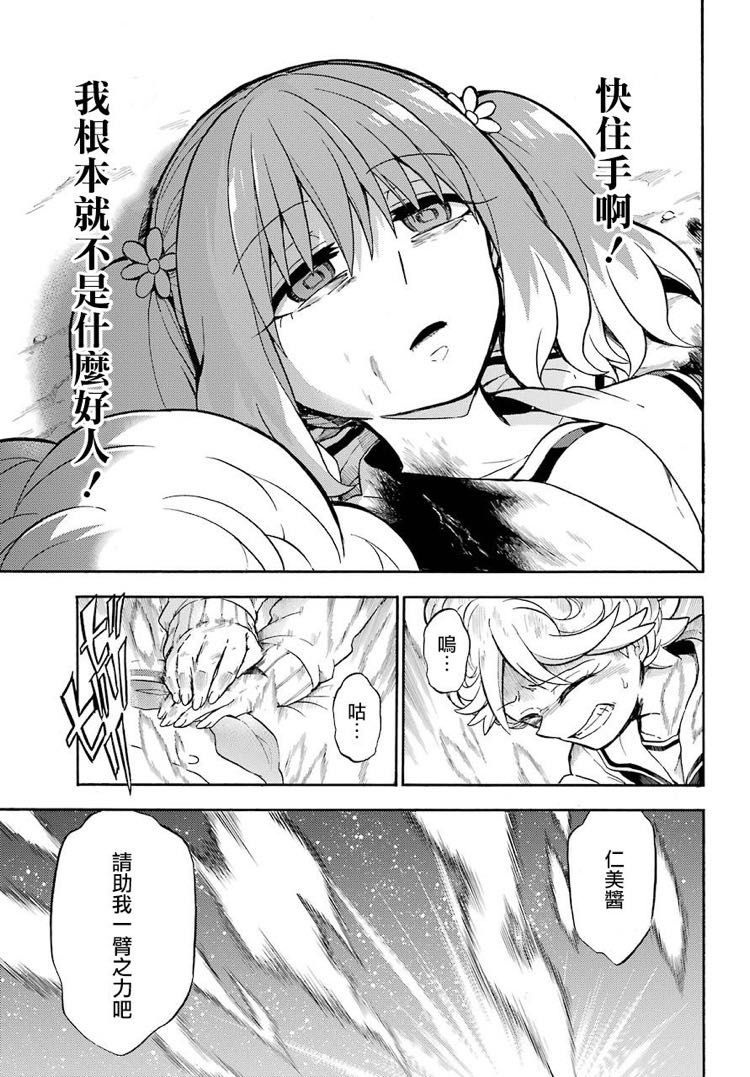 快住手啊！
我根本就不是什麼好人！
嗚…
咕…
仁美醬
請助我一臂之力吧